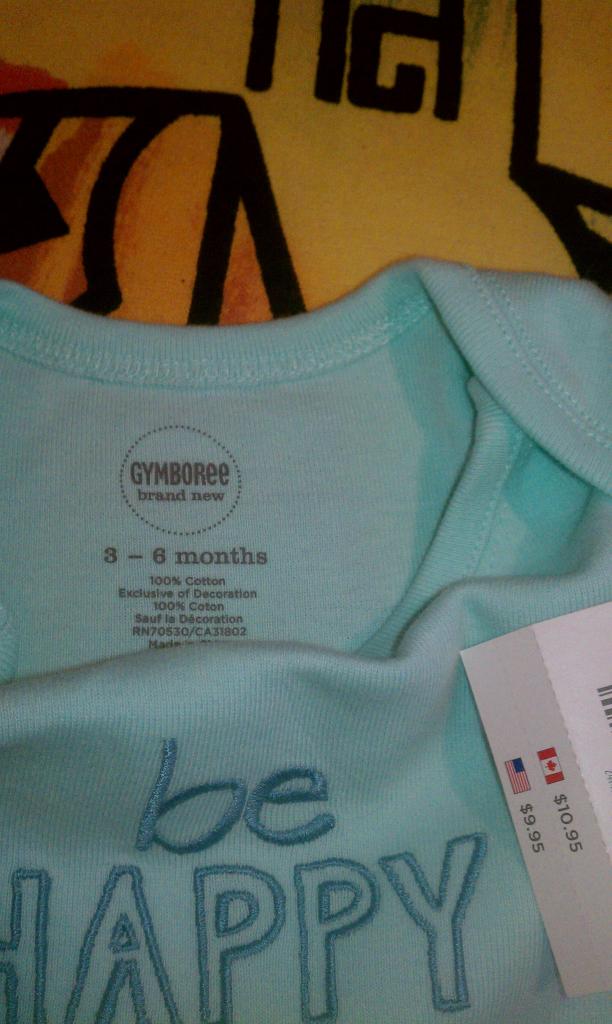 GYMBOREE
brand new
3 – 6 months
100% Cotton
Exclusive of Decoration
100% Coton
Sauf la Décoration
RN70530/CA31802
Made
be
HAPPY
$10.95
$9.95